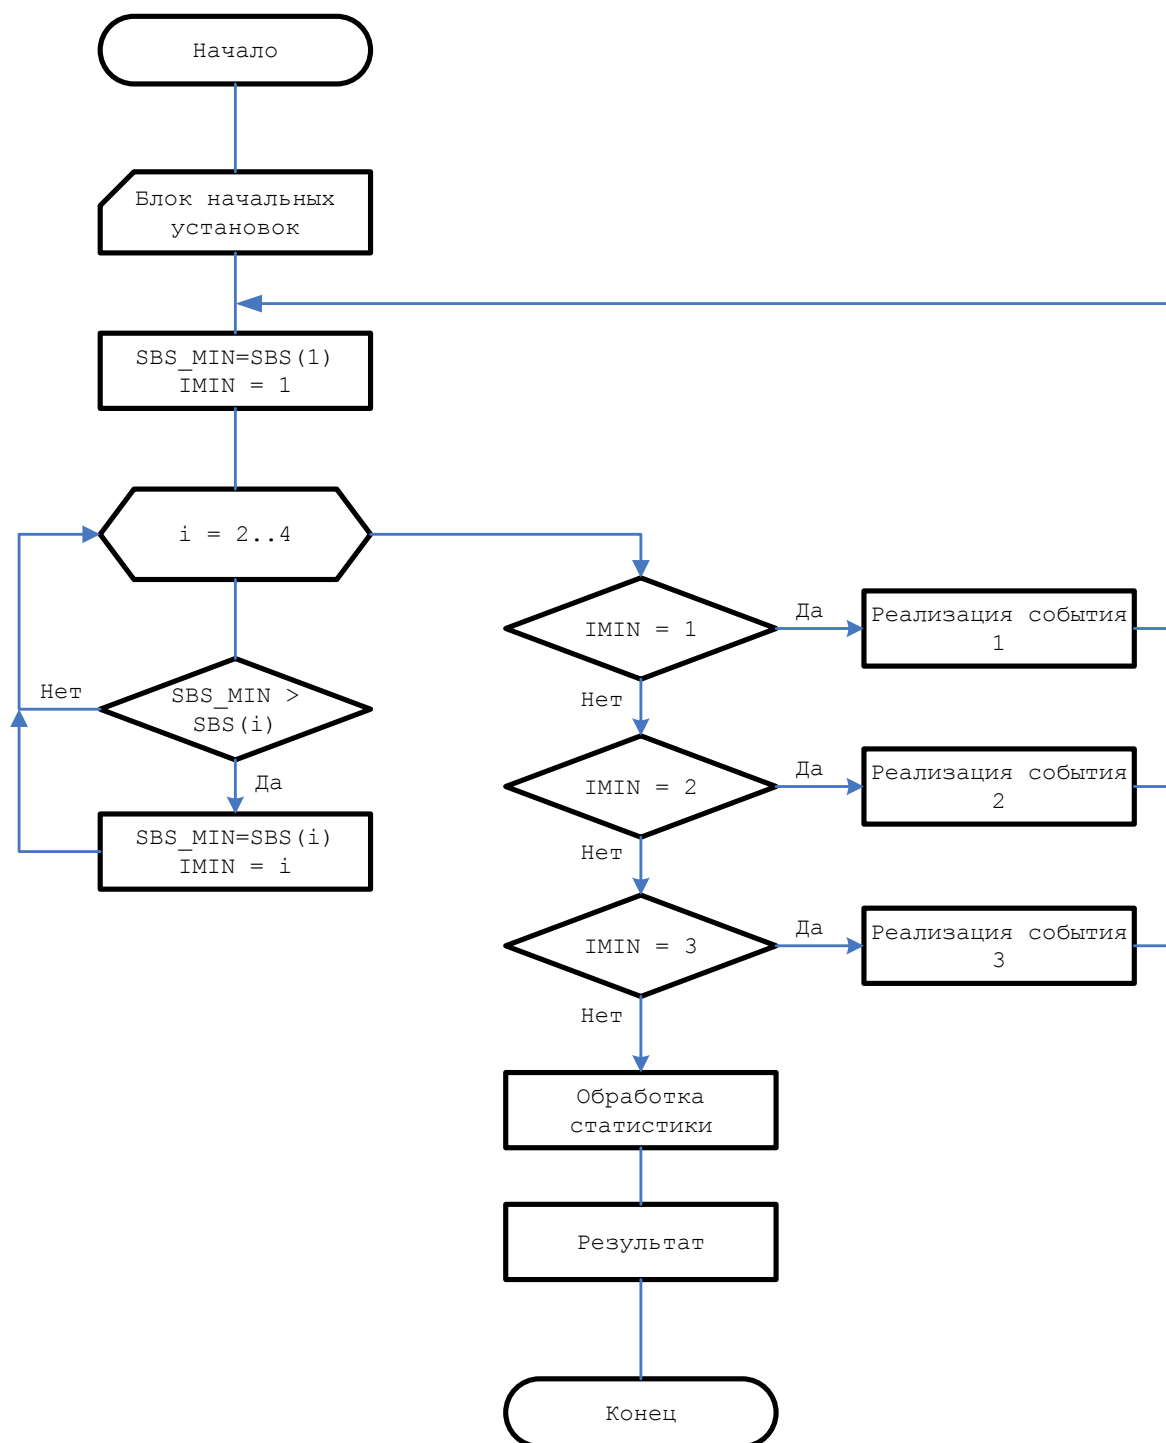 Начало
Блок начальных
установок
SBS_MIN=SBS(1)
IMIN = 1
i = 2..4
SBS_MIN >
SBS(i)
Нет
Да
SBS_MIN=SBS(i)
IMIN = i
IMIN = 1
Да
Реализация события
1
Нет
IMIN = 2
Да
Реализация события
2
Нет
IMIN = 3
Да
Реализация события
3
Нет
Обработка
статистики
Результат
Конец